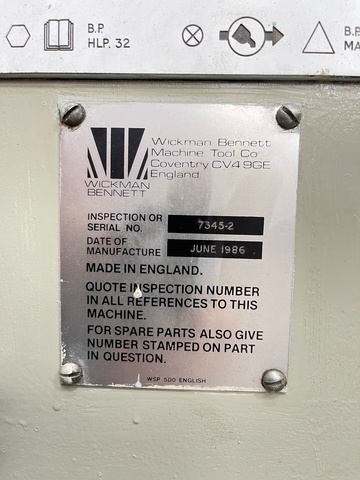 B.P.
HLP. 32
B.P.
MA
Wickman Bennett
Machine Tool Co
Coventry CV4 9GE
England
WICKMAN
BENNETT
INSPECTION OR
SERIAL NO. 7345-2
DATE OF
MANUFACTURE JUNE 1986
MADE IN ENGLAND.
QUOTE INSPECTION NUMBER
IN ALL REFERENCES TO THIS
MACHINE.
FOR SPARE PARTS ALSO GIVE
NUMBER STAMPED ON PART
IN QUESTION.
WSP 500 ENGLISH